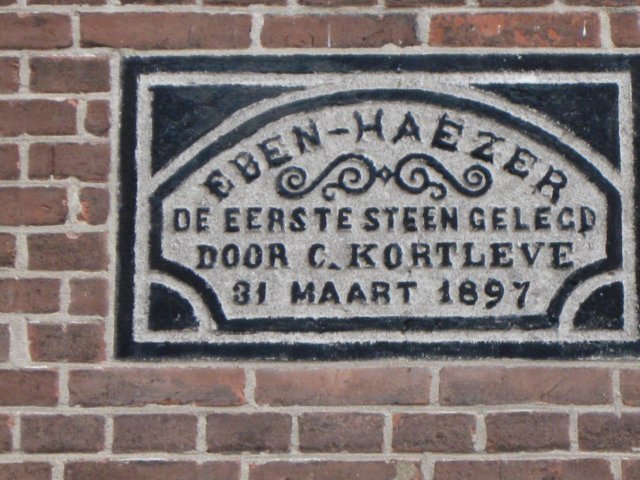 EBEN-HAEZER
DE EERSTE STEEN GELEGD
DOOR C. KORTLEVE
31 MAART 1897